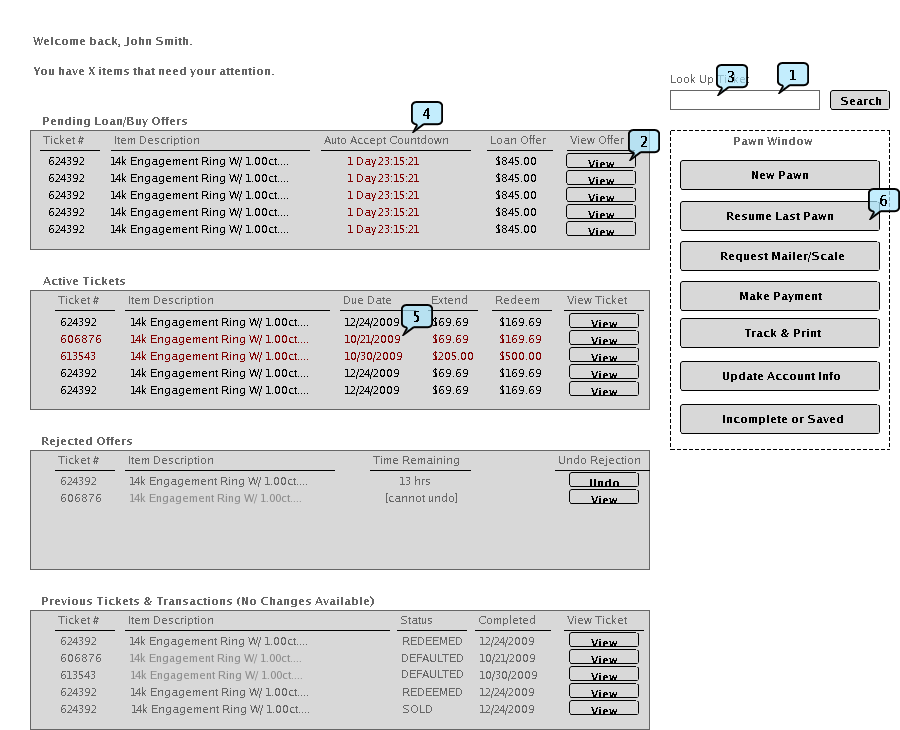 Welcome back, John Smith.
You have X items that need your attention.
Look Up Ticket
3
1
Search
Pending Loan/Buy Offers
4
Ticket # Item Description Auto Accept Countdown Loan Offer View Offer
2
624392 14k Engagement Ring W/ 1.00ct.... 1 Day 23:15:21 $845.00 View
624392 14k Engagement Ring W/ 1.00ct.... 1 Day 23:15:21 $845.00 View
624392 14k Engagement Ring W/ 1.00ct.... 1 Day 23:15:21 $845.00 View
624392 14k Engagement Ring W/ 1.00ct.... 1 Day 23:15:21 $845.00 View
624392 14k Engagement Ring W/ 1.00ct.... 1 Day 23:15:21 $845.00 View
Pawn Window
New Pawn
6
Resume Last Pawn
Request Mailer/Scale
Make Payment
Track & Print
Update Account Info
Incomplete or Saved
Active Tickets
Ticket # Item Description Due Date Extend Redeem View Ticket
5
624392 14k Engagement Ring W/ 1.00ct.... 12/24/2009 $69.69 $169.69 View
606876 14k Engagement Ring W/ 1.00ct.... 10/21/2009 $69.69 $169.69 View
613543 14k Engagement Ring W/ 1.00ct.... 10/30/2009 $205.00 $500.00 View
624392 14k Engagement Ring W/ 1.00ct.... 12/24/2009 $69.69 $169.69 View
624392 14k Engagement Ring W/ 1.00ct.... 12/24/2009 $69.69 $169.69 View
Rejected Offers
Ticket # Item Description Time Remaining Undo Rejection
624392 14k Engagement Ring W/ 1.00ct.... 13 hrs Undo
606876 14k Engagement Ring W/ 1.00ct.... [cannot undo] View
Previous Tickets & Transactions (No Changes Available)
Ticket # Item Description Status Completed View Ticket
624392 14k Engagement Ring W/ 1.00ct.... REDEEMED 12/24/2009 View
606876 14k Engagement Ring W/ 1.00ct.... DEFAULTED 10/21/2009 View
613543 14k Engagement Ring W/ 1.00ct.... DEFAULTED 10/30/2009 View
624392 14k Engagement Ring W/ 1.00ct.... REDEEMED 12/24/2009 View
624392 14k Engagement Ring W/ 1.00ct.... SOLD 12/24/2009 View